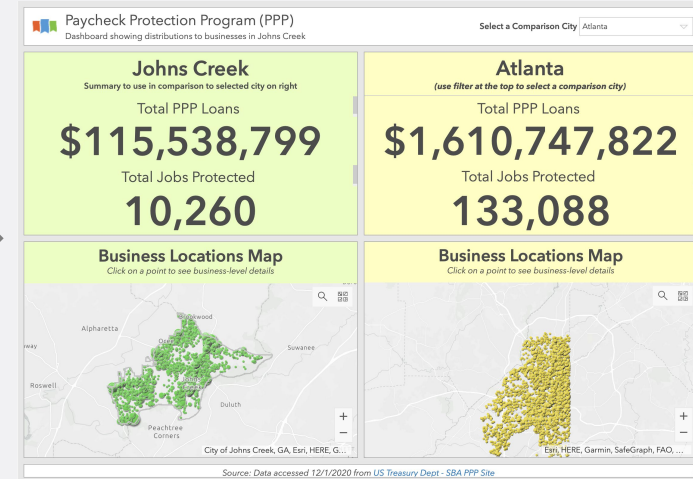 Paycheck Protection Program (PPP)
Dashboard showing distributions to businesses in Johns Creek
Select a Comparison City Atlanta
Johns Creek
Summary to use in comparison to selected city on right
Total PPP Loans
$115,538,799
Total Jobs Protected
10,260
Atlanta
(use filter at the top to select a comparison city)
Total PPP Loans
$1,610,747,822
Total Jobs Protected
133,088
Business Locations Map
Click on a point to see business-level details
Alpharetta
way
Suwanee
Roswell
Duluth
Peachtree
Corners
+
−
City of Johns Creek, GA, Esri, HERE, G...
Business Locations Map
Click on a point to see business-level details
+
−
Esri, HERE, Garmin, SafeGraph, FAO, ...
Source: Data accessed 12/1/2020 from US Treasury Dept - SBA PPP Site